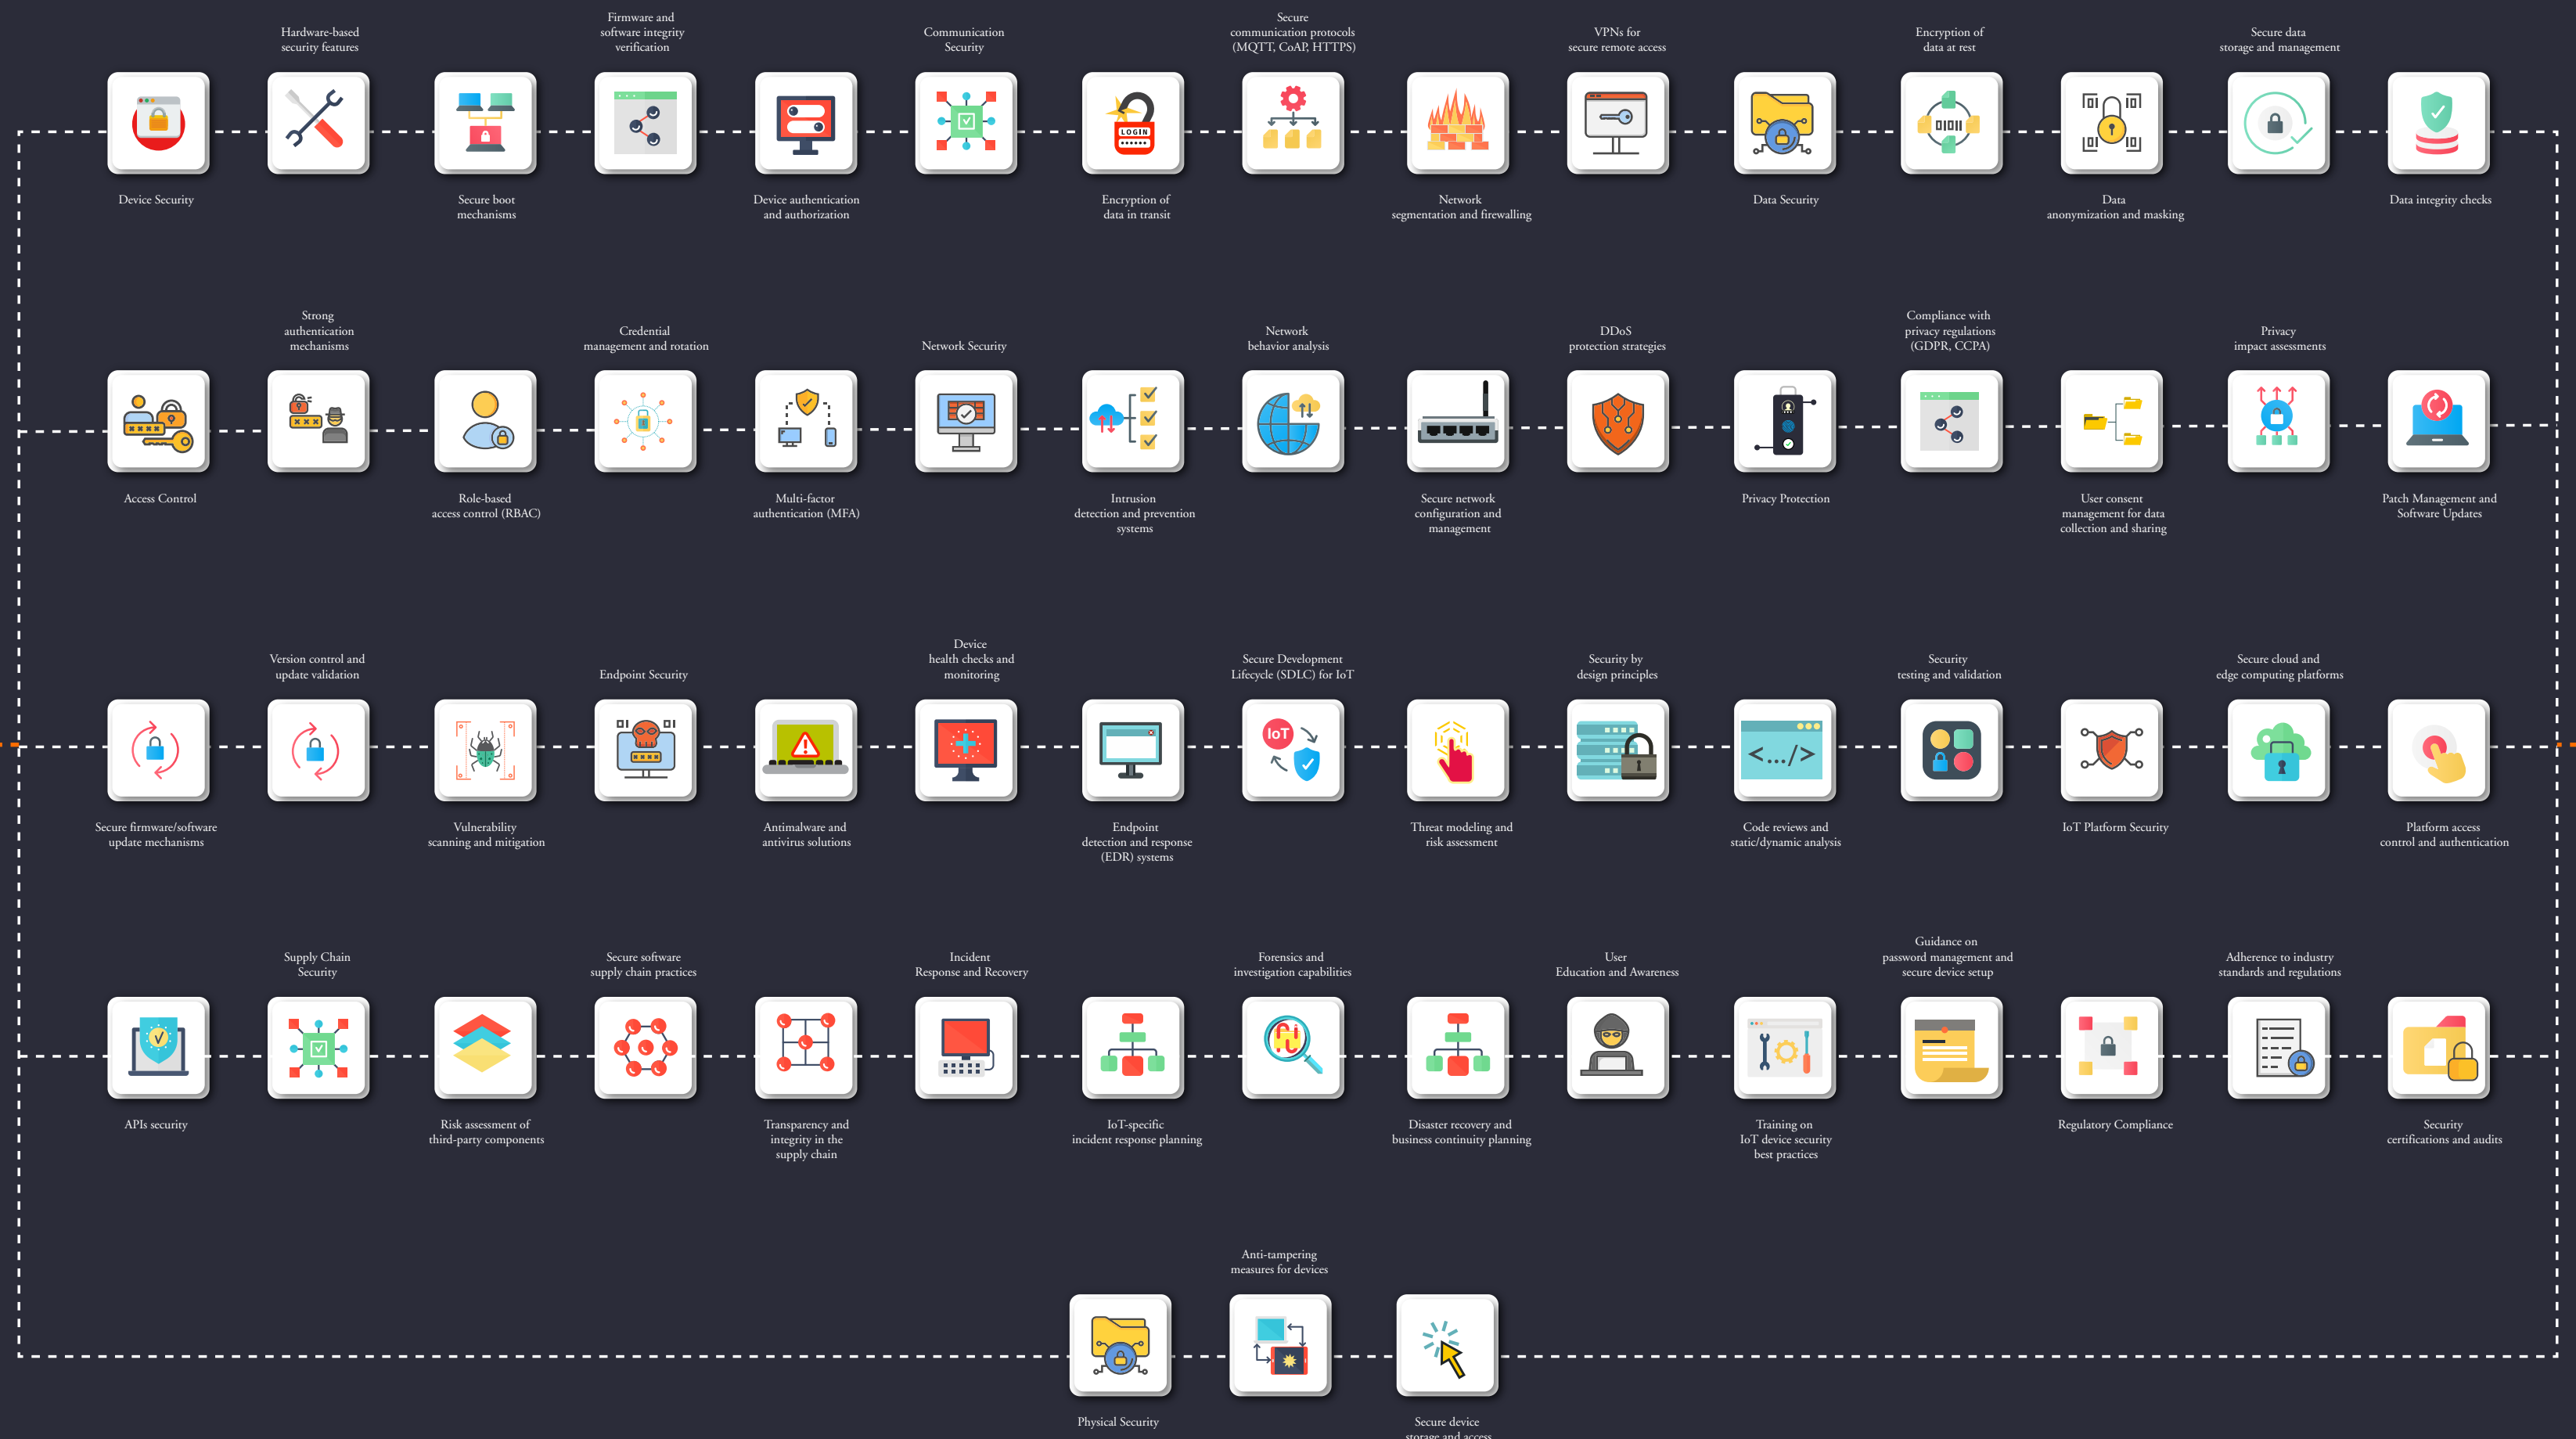 Hardware-based
security features
Firmware and
software integrity
verification
Communication
Security
Secure
communication protocols
(MQTT, CoAP, HTTPS)
VPNs for
secure remote access
Encryption of
data at rest
Secure data
storage and management
LOGIN
Device Security
Secure boot
mechanisms
Device authentication
and authorization
Encryption of
data in transit
Network
segmentation and firewalling
Data Security
Data
anonymization and masking
Data integrity checks
Strong
authentication
mechanisms
Credential
management and rotation
Network Security
Network
behavior analysis
DDoS
protection strategies
Compliance with
privacy regulations
(GDPR, CCPA)
Privacy
impact assessments
Access Control
Role-based
access control (RBAC)
Multi-factor
authentication (MFA)
Intrusion
detection and prevention
systems
Secure network
configuration and
management
Privacy Protection
User consent
management for data
collection and sharing
Patch Management and
Software Updates
Version control and
update validation
Endpoint Security
Device
health checks and
monitoring
Secure Development
Lifecycle (SDLC) for IoT
Security by
design principles
Security
testing and validation
Secure cloud and
edge computing platforms
IoT
<.../>
Secure firmware/software
update mechanisms
Vulnerability
scanning and mitigation
Antimalware and
antivirus solutions
Endpoint
detection and response
(EDR) systems
Threat modeling and
risk assessment
Code reviews and
static/dynamic analysis
IoT Platform Security
Platform access
control and authentication
Supply Chain
Security
Secure software
supply chain practices
Incident
Response and Recovery
Forensics and
investigation capabilities
User
Education and Awareness
Guidance on
password management and
secure device setup
Adherence to industry
standards and regulations
APIs security
Risk assessment of
third-party components
Transparency and
integrity in the
supply chain
IoT-specific
incident response planning
Disaster recovery and
business continuity planning
Training on
IoT device security
best practices
Regulatory Compliance
Security
certifications and audits
Anti-tampering
measures for devices
Physical Security
Secure device
storage and access